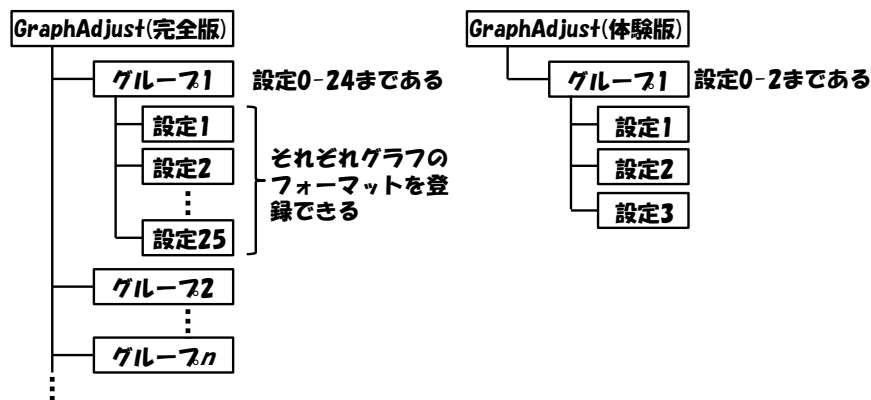 GraphAdjust(完全版)
グループ1
設定0-24まである
設定1
設定2
設定25
それぞれグラフの
フォーマットを登
録できる
グループ2
グループn
GraphAdjust(体験版)
グループ1
設定0-2まである
設定1
設定2
設定3